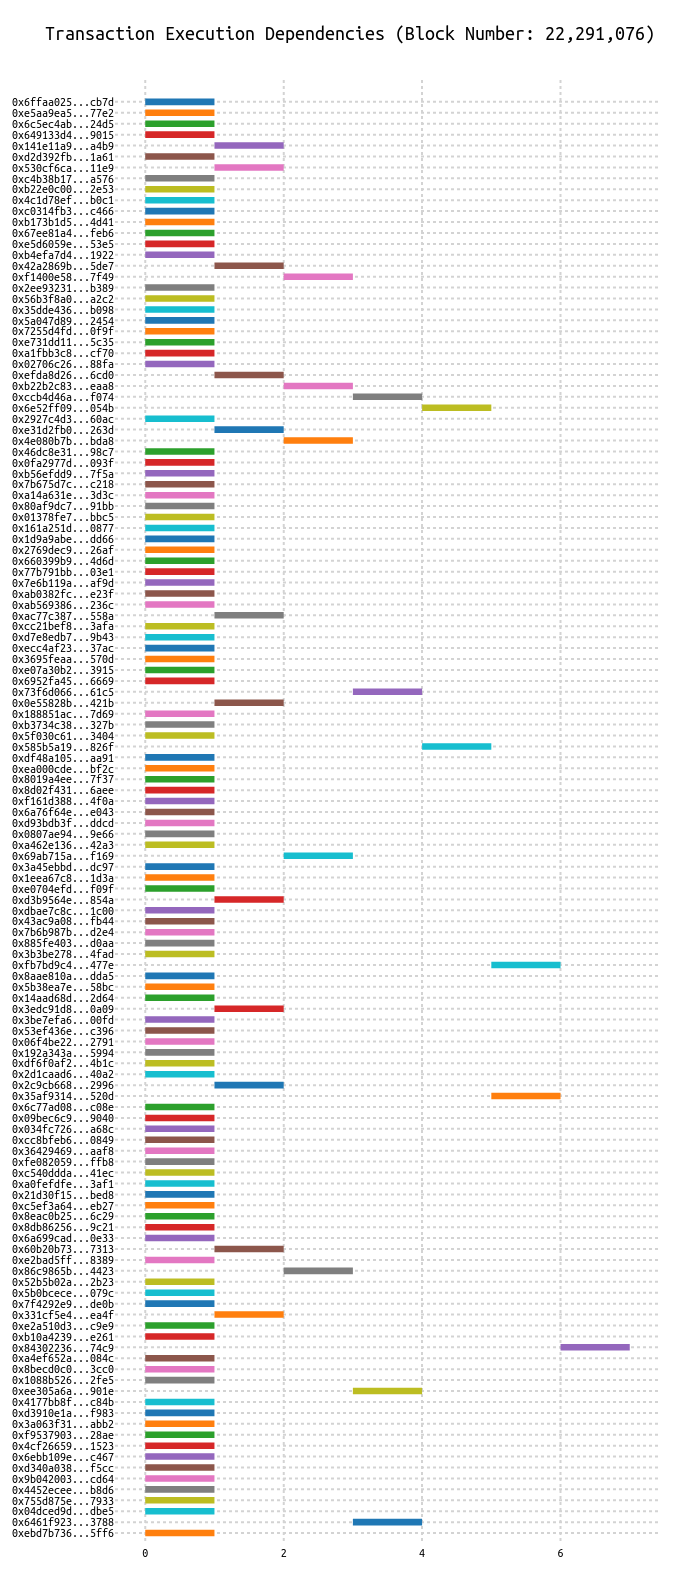 Transaction Execution Dependencies (Block Number: 22,291,076)
0x6ffaa025...cb7d
0xe5aa9ea5...77e2
0x6c5ec4ab...24d5
0x649133d4...9015
0x141e11a9...a4b9
0xd2d392fb...1a61
0x530cf6ca...11e9
0xc4b38b17...a576
0xb22e0c00...2e53
0x4c1d78ef...b0c1
0xc0314fb3...c466
0xb173b1d5...4d41
0x67ee81a4...feb6
0xe5d6059e...53e5
0xb4efa7d4...1922
0x42a2869b...5de7
0xf1400e58...7f49
0x2ee93231...b389
0x56b3f8a0...a2c2
0x35dde436...b098
0x5a047d89...2454
0x7255d4fd...0f9f
0xe731dd11...5c35
0xa1fbb3c8...cf70
0x02706c26...88fa
0xefda8d26...6cd0
0xb22b2c83...eaa8
0xccb4d46a...f074
0x6e52ff09...054b
0x2927c4d3...60ac
0xe31d2fb0...263d
0x4e080b7b...bda8
0x46dc8e31...98c7
0x0fa2977d...093f
0xb56efdd9...7f5a
0x7b675d7c...c218
0xa14a631e...3d3c
0x80af9dc7...91bb
0x01378fe7...bbc5
0x161a251d...0877
0x1d9a9abe...dd66
0x2769dec9...26af
0x660399b9...4d6d
0x77b791bb...03e1
0x7e6b119a...af9d
0xab0382fc...e23f
0xab569386...236c
0xac77c387...558a
0xcc21bef8...3afa
0xd7e8edb7...9b43
0xecc4af23...37ac
0x3695feaa...570d
0xe07a30b2...3915
0x6952fa45...6669
0x73f6d066...61c5
0x0e55828b...421b
0x188851ac...7d69
0xb3734c38...327b
0x5f030c61...3404
0x585b5a19...826f
0xdf48a105...aa91
0xea000cde...bf2c
0x8019a4ee...7f37
0x8d02f431...6aee
0xf161d388...4f0a
0x6a76f64e...e043
0xd93bdb3f...ddcd
0x0807ae94...9e66
0xa462e136...42a3
0x69ab715a...f169
0x3a45ebbd...dc97
0x1eea67c8...1d3a
0xe0704efd...f09f
0xd3b9564e...854a
0xdbae7c8c...1c00
0x43ac9a08...fb44
0x7b6b987b...d2e4
0x885fe403...d0aa
0x3b3be278...4fad
0xfb7bd9c4...477e
0x8aae810a...dda5
0x5b38ea7e...58bc
0x14aad68d...2d64
0x3edc91d8...0a09
0x3be7efa6...00fd
0x53ef436e...c396
0x06f4be22...2791
0x192a343a...5994
0xdf6f0af2...4b1c
0x2d1caad6...40a2
0x2c9cb668...2996
0x35af9314...520d
0x6c77ad08...c08e
0x09bec6c9...9040
0x034fc726...a68c
0xcc8bfeb6...0849
0x36429469...aaf8
0xfe082059...ffb8
0xc540ddda...41ec
0xa0fefdfe...3af1
0x21d30f15...bed8
0xc5ef3a64...eb27
0x8eac0b25...6c29
0x8db86256...9c21
0x6a699cad...0e33
0x60b20b73...7313
0xe2bad5ff...8389
0x86c9865b...4423
0x52b5b02a...2b23
0x5b0bcece...079c
0x7f4292e9...de0b
0x331cf5e4...ea4f
0xe2a510d3...c9e9
0xb10a4239...e261
0x84302236...74c9
0xa4ef652a...084c
0x8becd0c0...3cc0
0x1088b526...2fe5
0xee305a6a...901e
0x4177bb8f...c84b
0xd3910e1a...f983
0x3a063f31...abb2
0xf9537903...28ae
0x4cf26659...1523
0x6ebb109e...c467
0xd340a038...f5cc
0x9b042003...cd64
0x4452ecee...b8d6
0x755d875e...7933
0x04dced9d...dbe5
0x6461f923...3788
0xebd7b736...5ff6
0 2 4 6